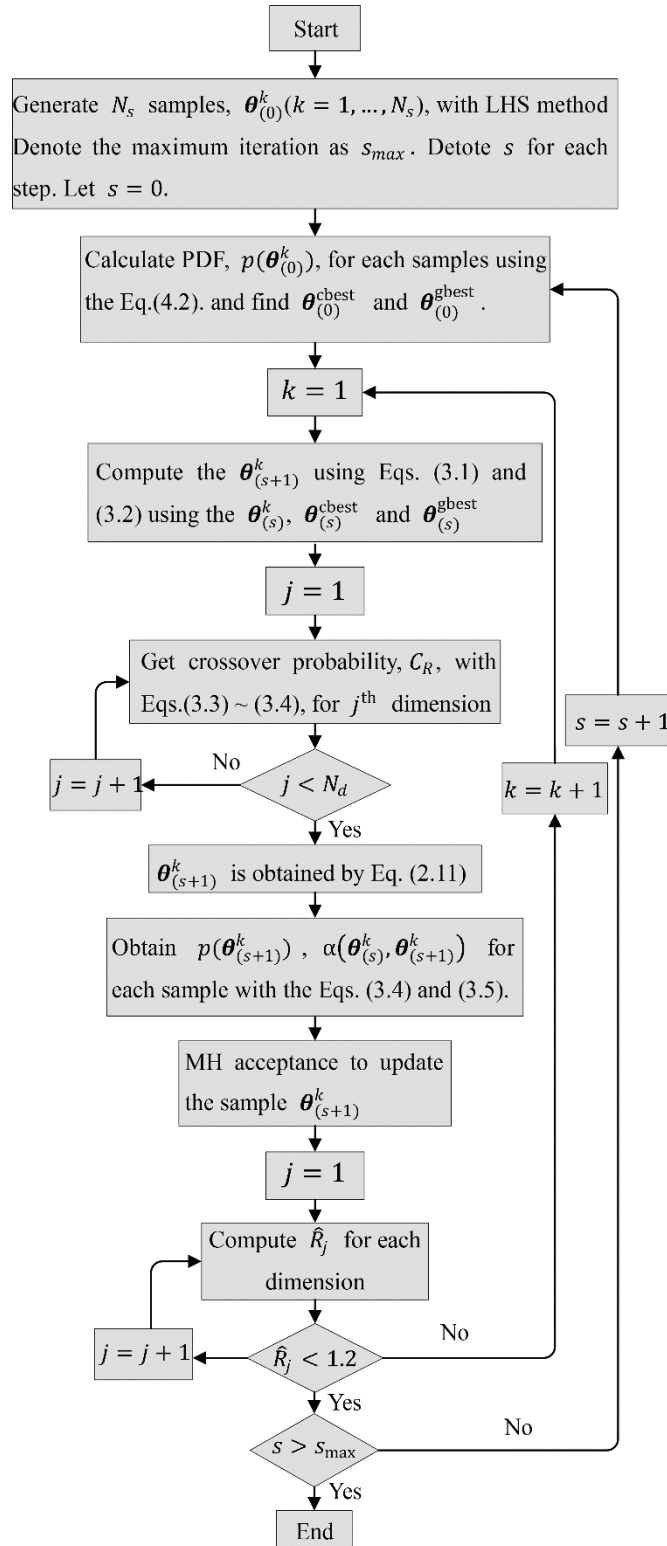 Start
Generate N_s samples, θ^k_(0)(k = 1, ..., N_s), with LHS method
Denote the maximum iteration as s_max. Detote s for each
step. Let s = 0.
Calculate PDF, p(θ^k_(0)), for each samples using
the Eq.(4.2). and find θ^cbest_(0) and θ^gbest_(0).
k = 1
Compute the θ^k_(s+1) using Eqs. (3.1) and
(3.2) using the θ^k_(s), θ^cbest_(s) and θ^gbest_(s)
j = 1
Get crossover probability, C_R, with
Eqs.(3.3) ~ (3.4), for j^th dimension
s = s + 1
No
j = j + 1
j < N_d
k = k + 1
Yes
θ^k_(s+1) is obtained by Eq. (2.11)
Obtain p(θ^k_(s+1)) , α(θ^k_(s), θ^k_(s+1)) for
each sample with the Eqs. (3.4) and (3.5).
MH acceptance to update
the sample θ^k_(s+1)
j = 1
Compute R̂_j for each
dimension
No
j = j + 1
R̂_j < 1.2
Yes
No
s > s_max
Yes
End